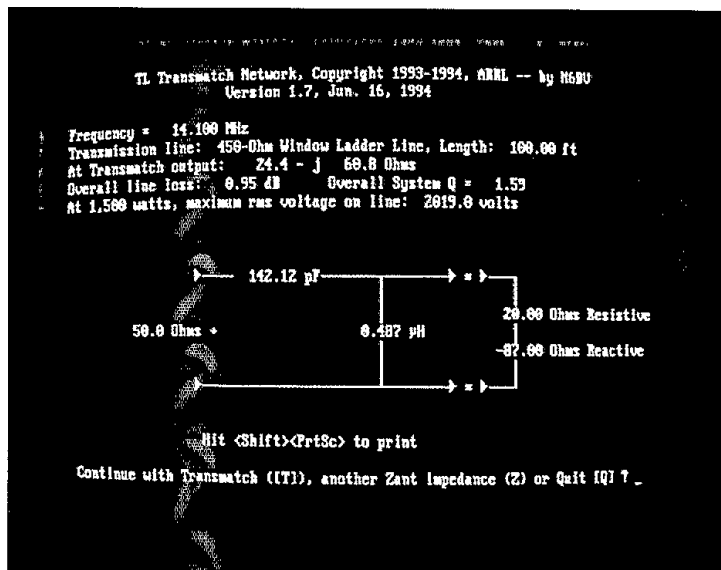 TL Transmatch Network, Copyright 1993-1994, ARRL -- by N6BV
Version 1.7, Jun. 16, 1994
Frequency = 14.100 MHz
Transmission line: 450-Ohm Window Ladder Line, Length: 100.00 ft
At Transmatch output: 24.4 - j 60.8 Ohms
Overall line loss: 0.95 dB Overall System Q = 1.59
At 1,500 watts, maximum rms voltage on line: 2019.0 volts
142.12 pF
20.00 Ohms Resistive
50.0 Ohms + 0.487 µH
-87.00 Ohms Reactive
Hit <Shift><PrtSc> to print
Continue with Transmatch ([T]), another Zant impedance (Z) or Quit [Q] ? _